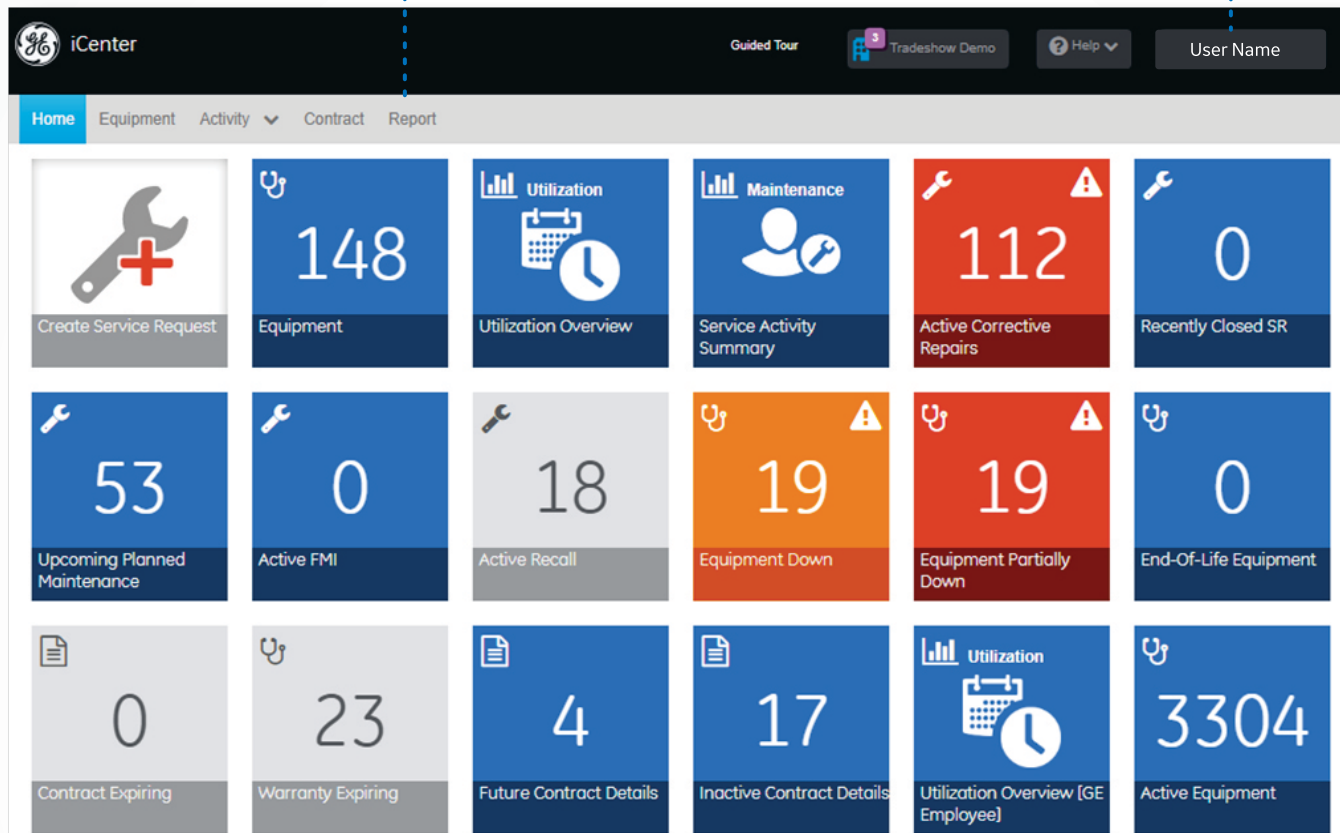 iCenter
Guided Tour
3
Tradeshow Demo
Help
User Name
Home
Equipment
Activity
Contract
Report
Create Service Request
148
Equipment
Utilization
Utilization Overview
Maintenance
Service Activity
Summary
112
Active Corrective
Repairs
0
Recently Closed SR
53
Upcoming Planned
Maintenance
0
Active FMI
18
Active Recall
19
Equipment Down
19
Equipment Partially
Down
0
End-Of-Life Equipment
0
Contract Expiring
23
Warranty Expiring
4
Future Contract Details
17
Inactive Contract Details
Utilization
Utilization Overview [GE
Employee]
3304
Active Equipment